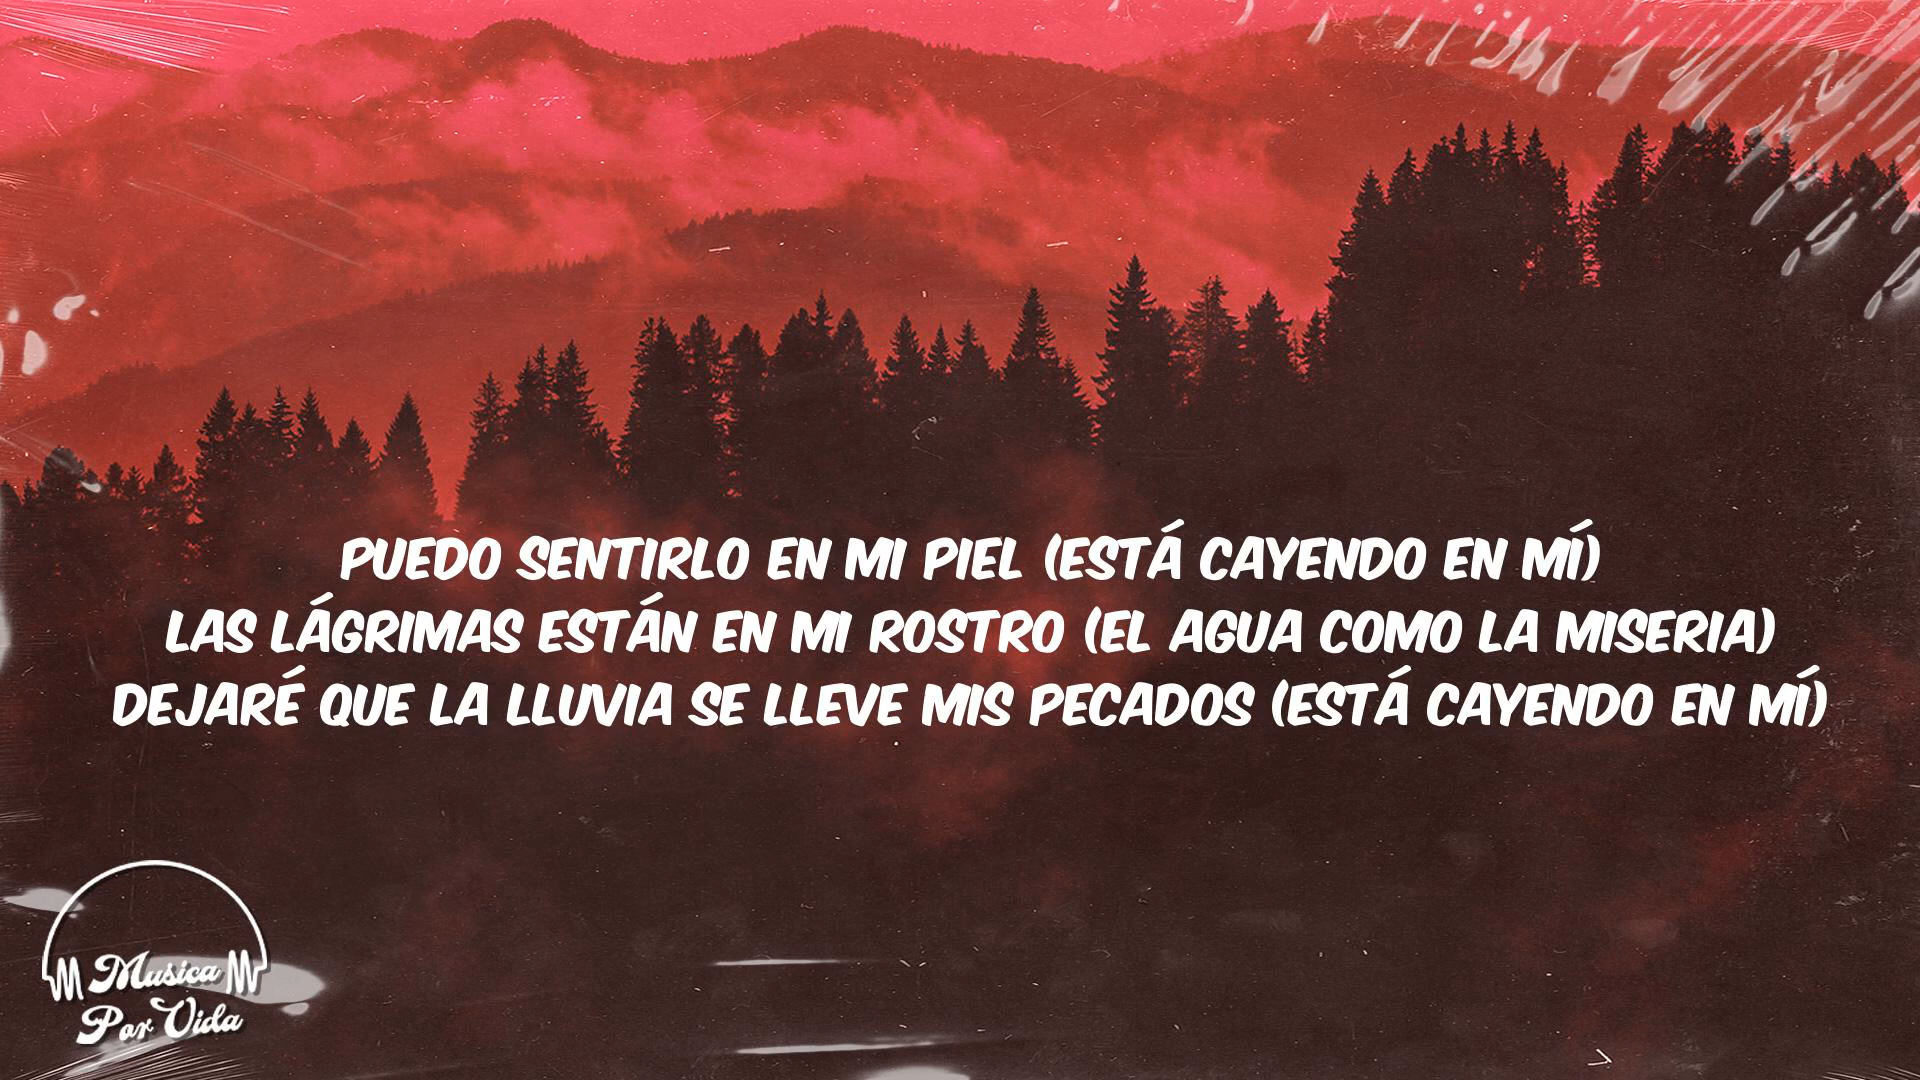 PUEDO SENTIRLO EN MI PIEL (ESTÁ CAYENDO EN MÍ)
LAS LÁGRIMAS ESTÁN EN MI ROSTRO (EL AGUA COMO LA MISERIA)
DEJARÉ QUE LA LLUVIA SE LLEVE MIS PECADOS (ESTÁ CAYENDO EN MÍ)
Musica
Por Vida